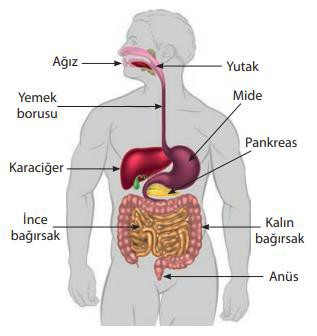 Ağız
Yutak
Yemek
borusu
Mide
Pankreas
Karaciğer
İnce
bağırsak
Kalın
bağırsak
Anüs